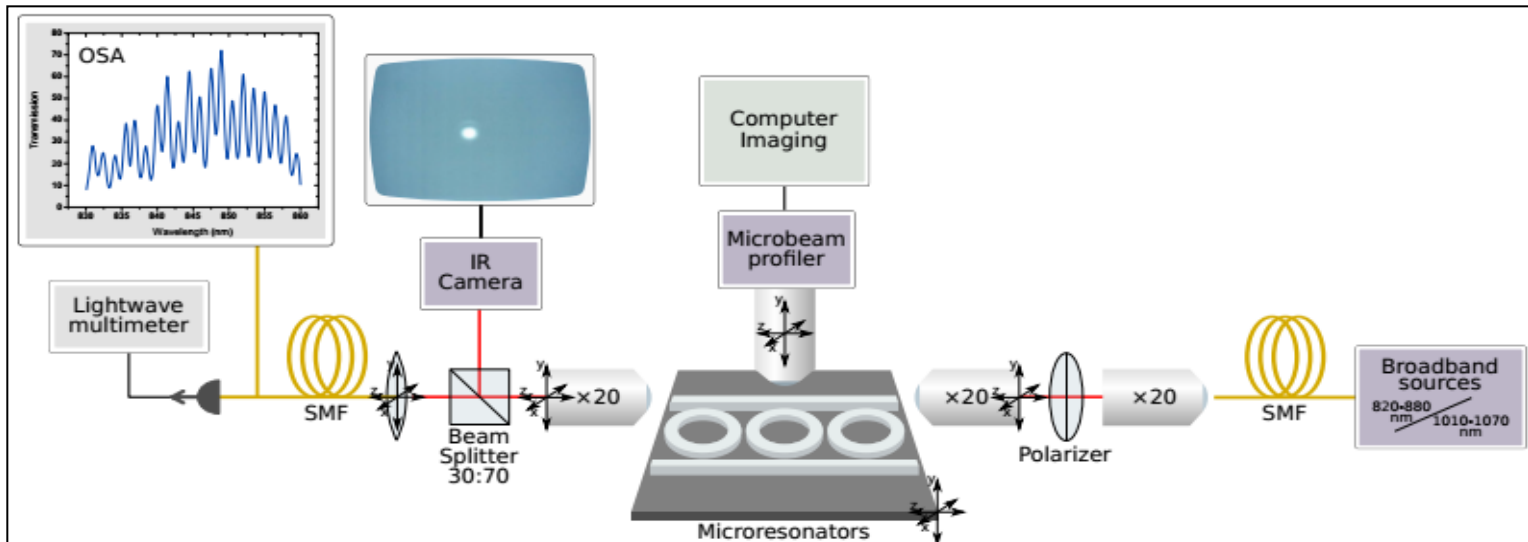 OSA
Transmission
80
70
60
50
40
30
20
10
0
830 835 840 845 850 855 860
Wavelength (nm)
Lightwave
multimeter
SMF
IR
Camera
Beam
Splitter
30:70
×20
Computer
Imaging
Microbeam
profiler
Microresonators
×20
Polarizer
×20
SMF
Broadband
sources
820-880
nm
1010-1070
nm
y
z
x
y
z
x
y
z
x
y
z
x
y
z
x